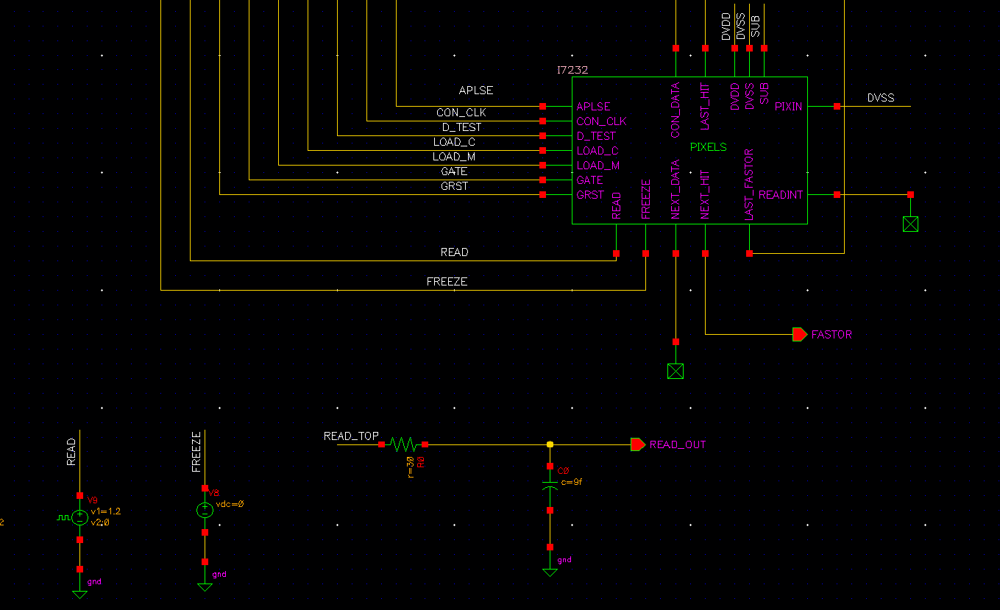 DVDD
DVSS
SUB
I7232
APLSE
CON_CLK
D_TEST
LOAD_C
LOAD_M
GATE
GRST
APLSE
CON_CLK
D_TEST
LOAD_C
LOAD_M
GATE
GRST
READ
FREEZE
CON_DATA
LAST_HIT
DVDD
DVSS
SUB
PIXIN
DVSS
PIXELS
NEXT_DATA
NEXT_HIT
LAST_FASTOR
READINT
READ
FREEZE
FASTOR
READ
V9
v1=1.2
v2:0
gnd
2
FREEZE
V8
vdc=0
gnd
READ_TOP
r=30
R0
READ_OUT
C0
c=9f
gnd